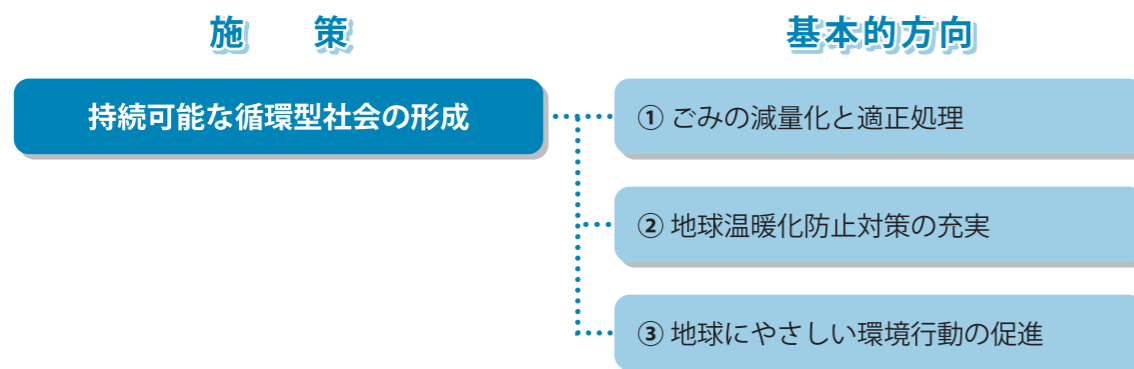 施　策
基本的方向
持続可能な循環型社会の形成
① ごみの減量化と適正処理
② 地球温暖化防止対策の充実
③ 地球にやさしい環境行動の促進